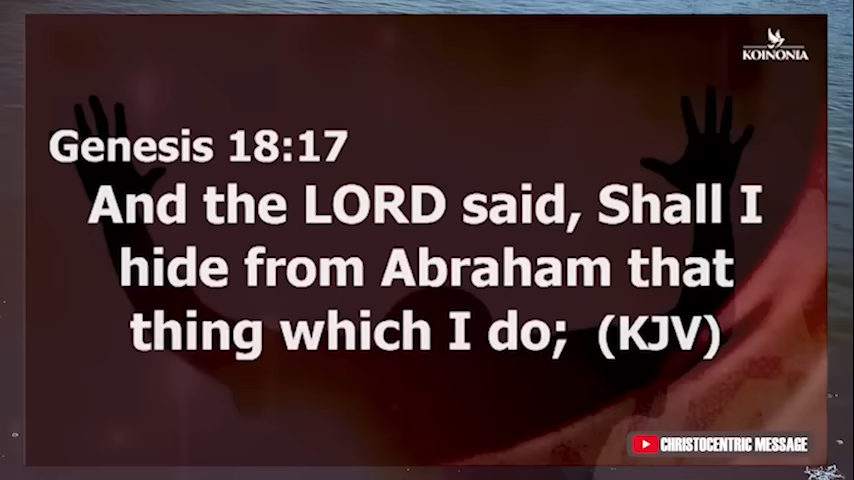 KOINONIA
Genesis 18:17
And the LORD said, Shall I
hide from Abraham that
thing which I do; (KJV)
CHRISTOCENTRIC MESSAGE